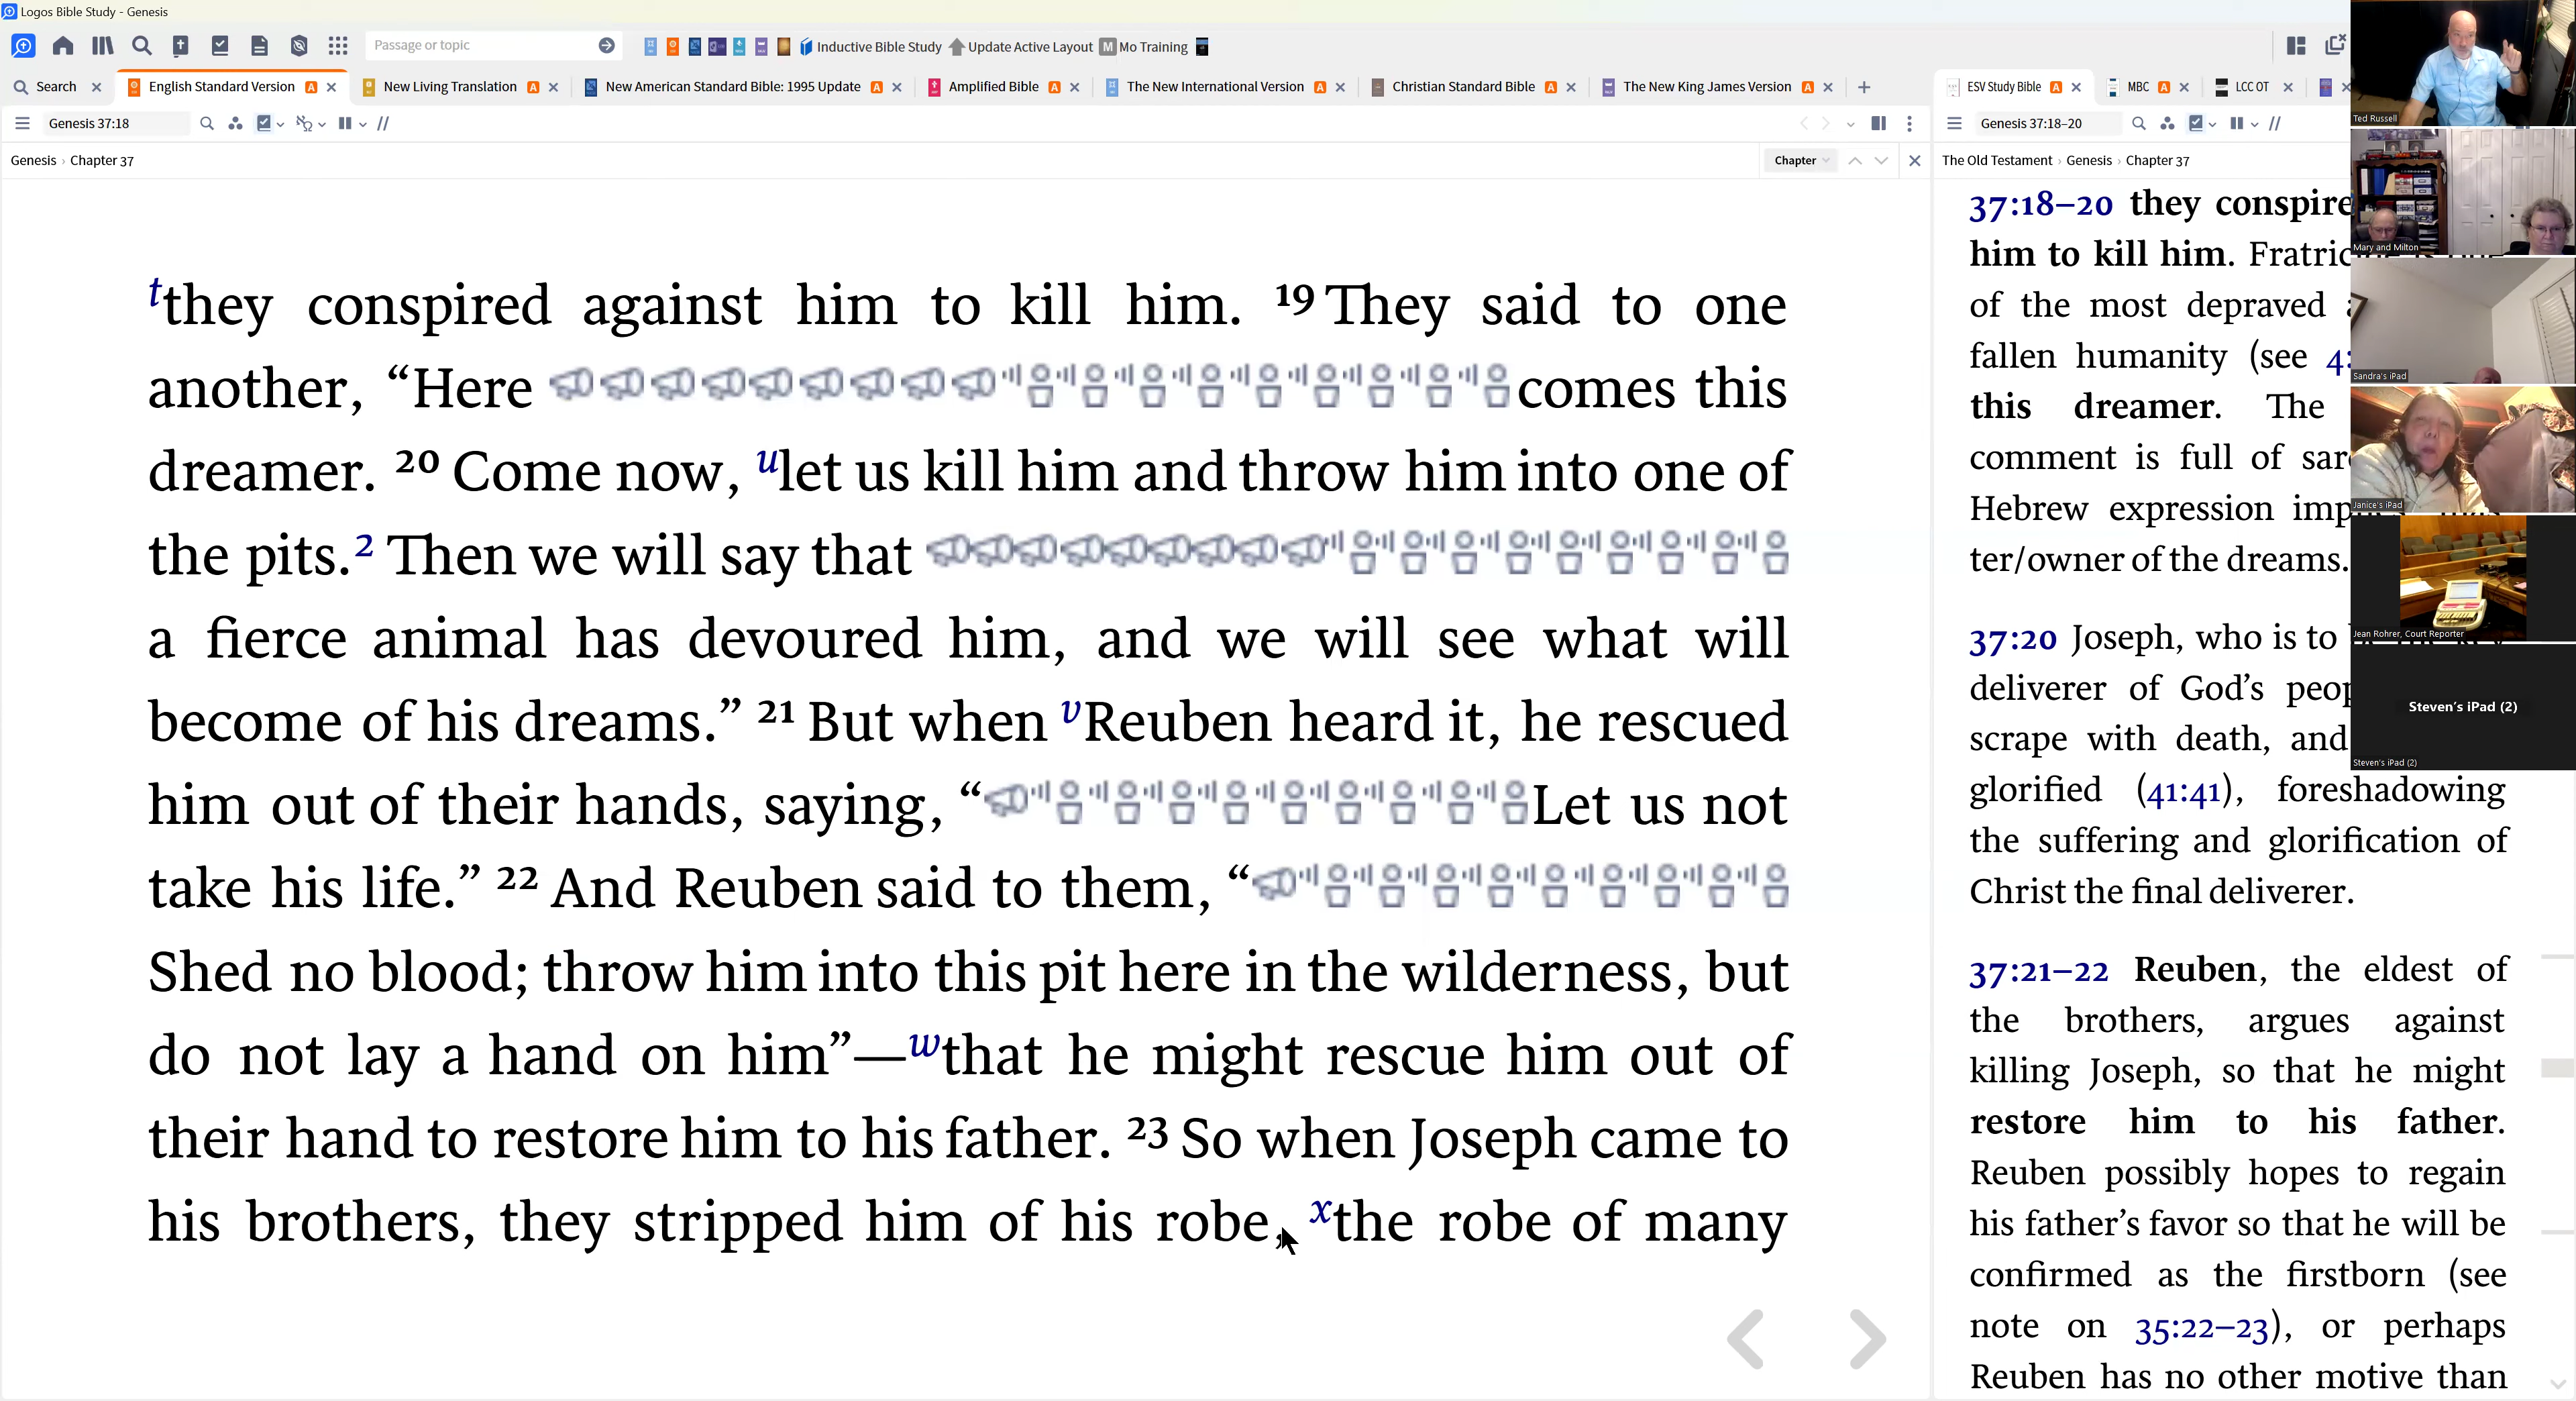 Logos Bible Study - Genesis
Passage or topic
Inductive Bible Study Update Active Layout M Mo Training
Search
English Standard Version A
New Living Translation A
New American Standard Bible: 1995 Update A
Amplified Bible A
The New International Version A
Christian Standard Bible A
The New King James Version A
ESV Study Bible A
MBC A
LCC OT
Genesis 37:18
Genesis › Chapter 37
Chapter
tthey conspired against him to kill him. 19 They said to one
another, “Here comes this
dreamer. 20 Come now, ulet us kill him and throw him into one of
the pits.2 Then we will say that
a fierce animal has devoured him, and we will see what will
become of his dreams.” 21 But when vReuben heard it, he rescued
him out of their hands, saying, “Let us not
take his life.” 22 And Reuben said to them, “
Shed no blood; throw him into this pit here in the wilderness, but
do not lay a hand on him”—wthat he might rescue him out of
their hand to restore him to his father. 23 So when Joseph came to
his brothers, they stripped him of his robe, xthe robe of many
Genesis 37:18–20
The Old Testament › Genesis › Chapter 37
37:18–20 they conspire
him to kill him. Fratric
of the most depraved
fallen humanity (see 4:
this dreamer. The
comment is full of sar
Hebrew expression imp
ter/owner of the dreams.
37:20 Joseph, who is to
deliverer of God’s peop
scrape with death, and
glorified (41:41), foreshadowing
the suffering and glorification of
Christ the final deliverer.
37:21–22 Reuben, the eldest of
the brothers, argues against
killing Joseph, so that he might
restore him to his father.
Reuben possibly hopes to regain
his father’s favor so that he will be
confirmed as the firstborn (see
note on 35:22–23), or perhaps
Reuben has no other motive than
Ted Russell
Mary and Milton
Sandra's iPad
Janice's iPad
Jean Rohrer, Court Reporter
Steven’s iPad (2)
Steven's iPad (2)